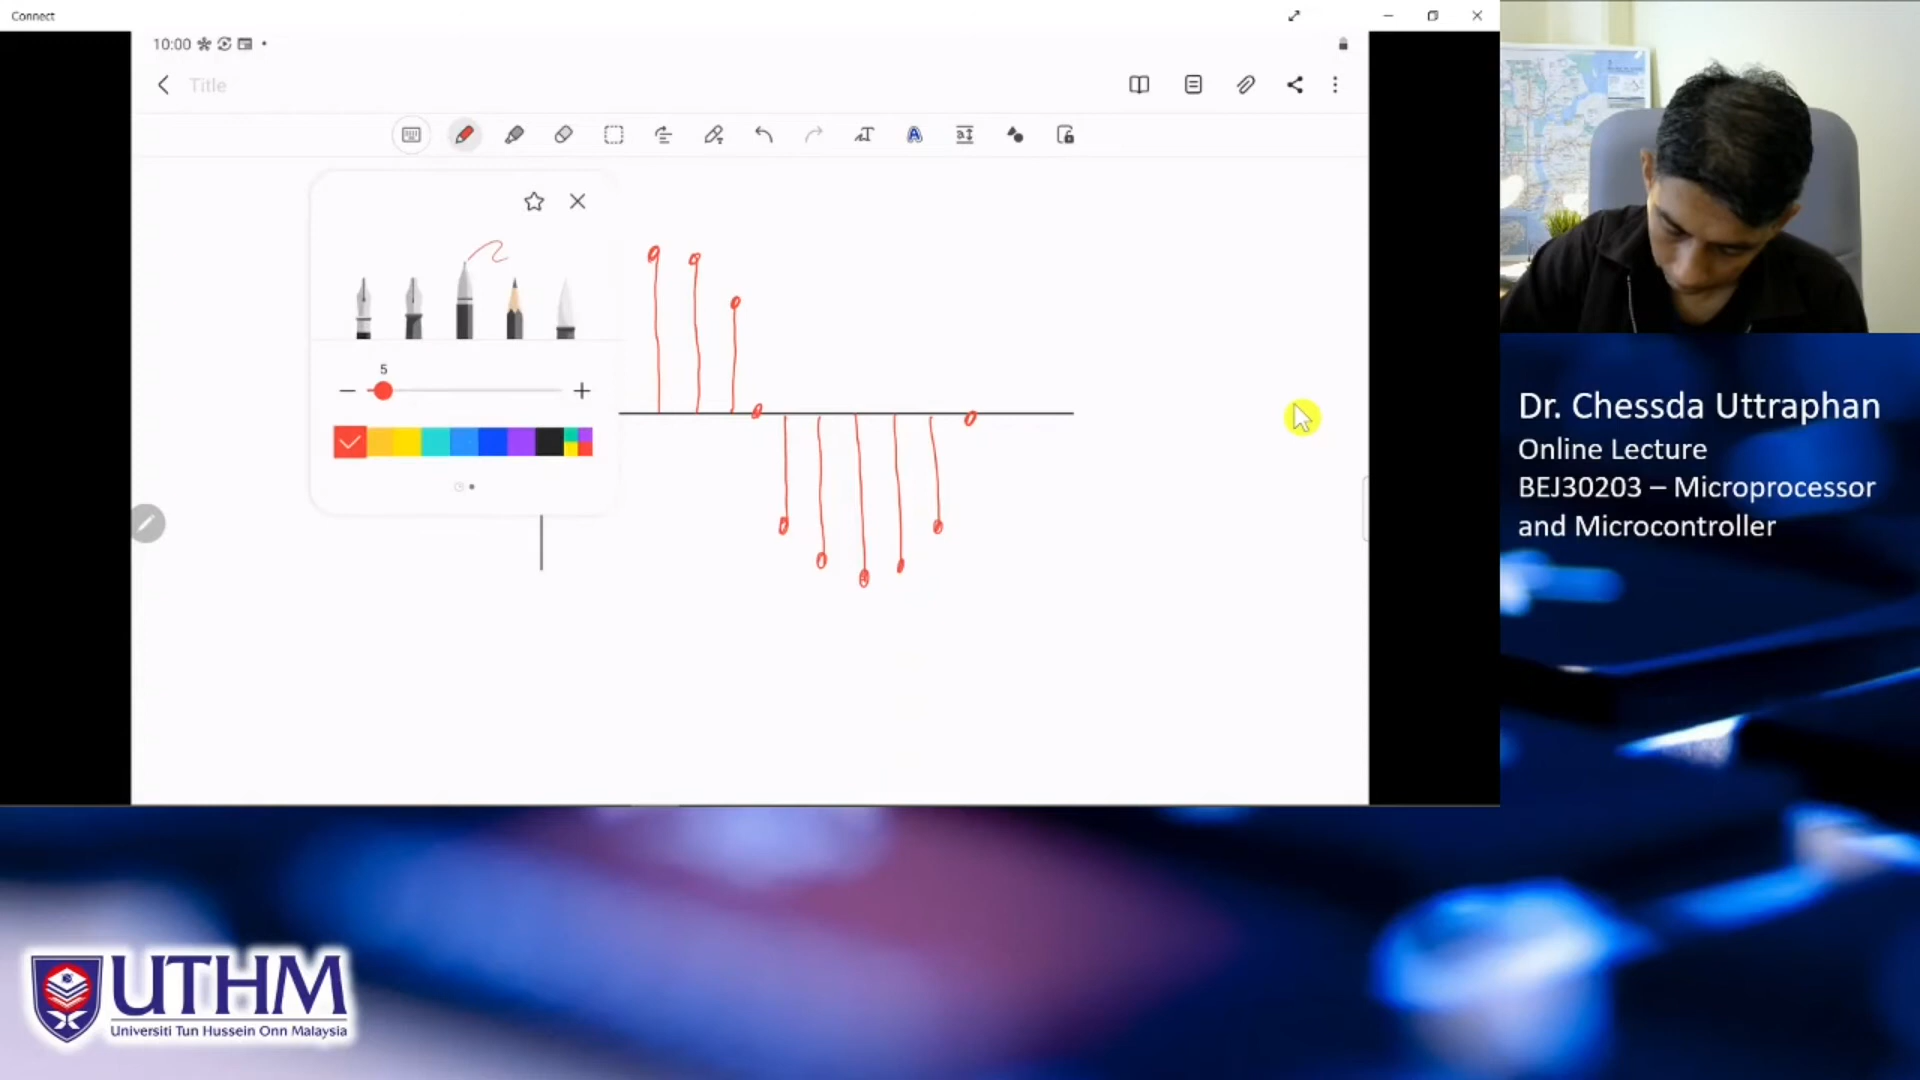 Connect
10:00
Title
5
Dr. Chessda Uttraphan
Online Lecture
BEJ30203 – Microprocessor
and Microcontroller
UTHM
Universiti Tun Hussein Onn Malaysia